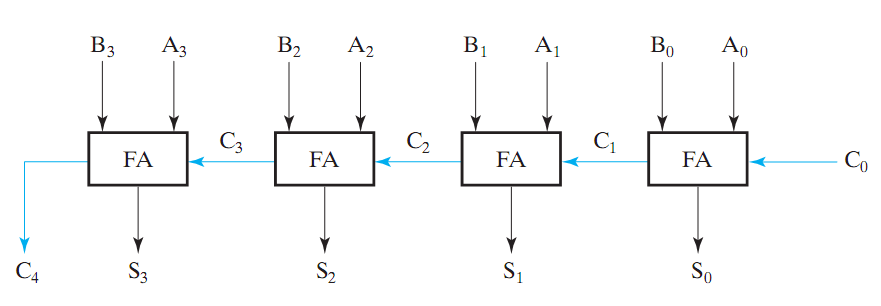 B₃ A₃ B₂ A₂ B₁ A₁ B₀ A₀
C₃ C₂ C₁
FA FA FA FA C₀
C₄ S₃ S₂ S₁ S₀